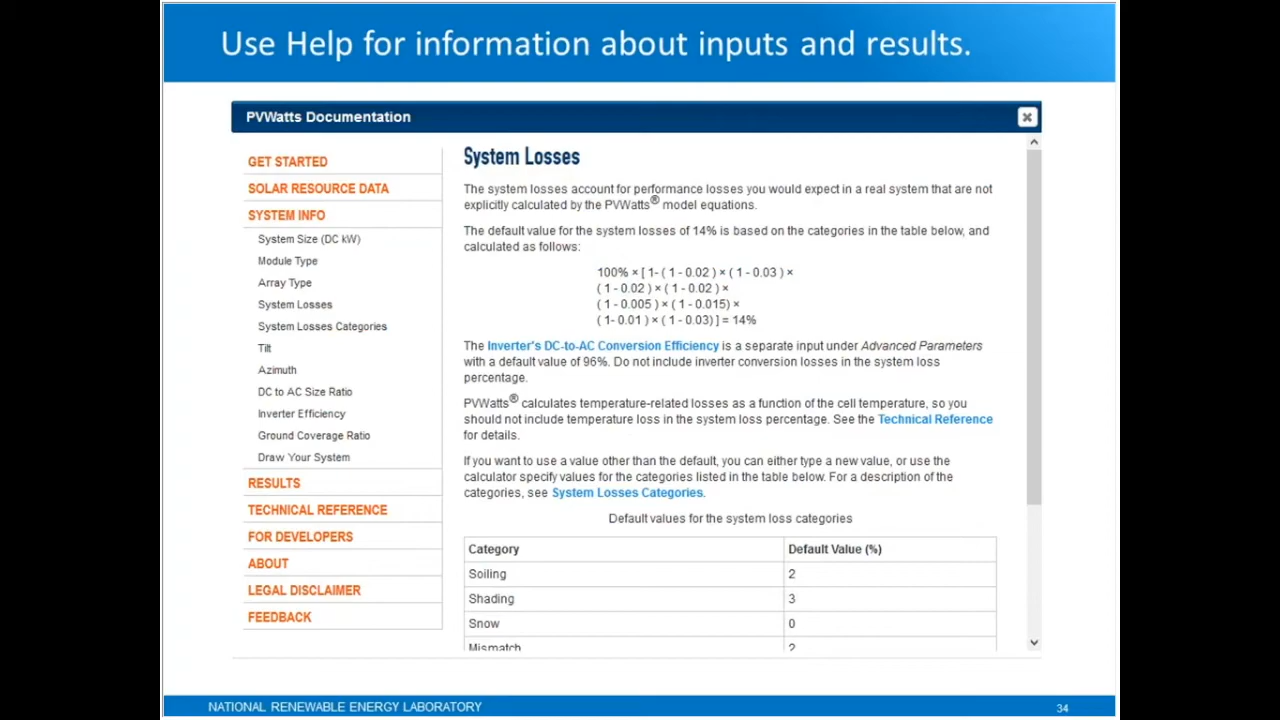 Use Help for information about inputs and results.
PVWatts Documentation
GET STARTED
SOLAR RESOURCE DATA
SYSTEM INFO
System Size (DC kW)
Module Type
Array Type
System Losses
System Losses Categories
Tilt
Azimuth
DC to AC Size Ratio
Inverter Efficiency
Ground Coverage Ratio
Draw Your System
RESULTS
TECHNICAL REFERENCE
FOR DEVELOPERS
ABOUT
LEGAL DISCLAIMER
FEEDBACK
System Losses
The system losses account for performance losses you would expect in a real system that are not
explicitly calculated by the PVWatts® model equations.
The default value for the system losses of 14% is based on the categories in the table below, and
calculated as follows:
100% × [ 1- ( 1 - 0.02 ) × ( 1 - 0.03 ) ×
( 1 - 0.02 ) × ( 1 - 0.02 ) ×
( 1 - 0.005 ) × ( 1 - 0.015) ×
( 1- 0.01 ) × ( 1 - 0.03) ] = 14%
The Inverter's DC-to-AC Conversion Efficiency is a separate input under Advanced Parameters
with a default value of 96%. Do not include inverter conversion losses in the system loss
percentage.
PVWatts® calculates temperature-related losses as a function of the cell temperature, so you
should not include temperature loss in the system loss percentage. See the Technical Reference
for details.
If you want to use a value other than the default, you can either type a new value, or use the
calculator specify values for the categories listed in the table below. For a description of the
categories, see System Losses Categories.
Default values for the system loss categories
Category Default Value (%)
Soiling 2
Shading 3
Snow 0
Mismatch 2
NATIONAL RENEWABLE ENERGY LABORATORY 34